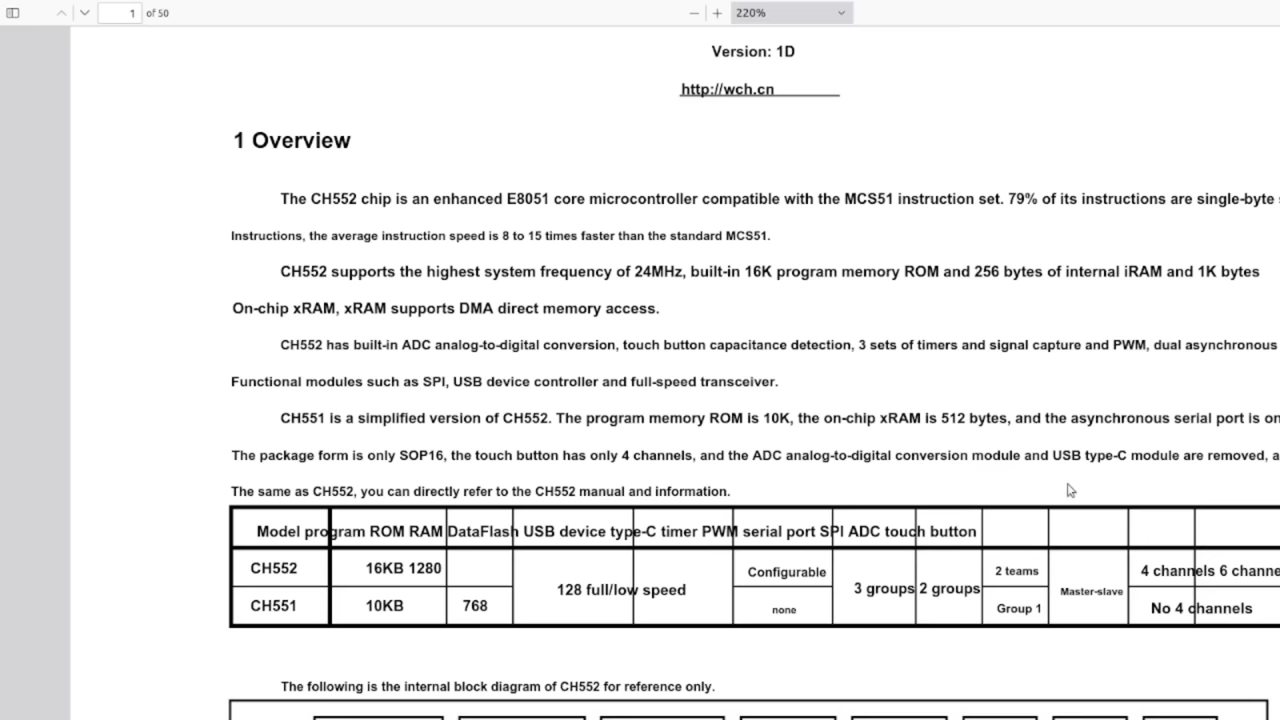 1 of 50 220%
Version: 1D
http://wch.cn
1 Overview
The CH552 chip is an enhanced E8051 core microcontroller compatible with the MCS51 instruction set. 79% of its instructions are single-byte
Instructions, the average instruction speed is 8 to 15 times faster than the standard MCS51.
CH552 supports the highest system frequency of 24MHz, built-in 16K program memory ROM and 256 bytes of internal iRAM and 1K bytes
On-chip xRAM, xRAM supports DMA direct memory access.
CH552 has built-in ADC analog-to-digital conversion, touch button capacitance detection, 3 sets of timers and signal capture and PWM, dual asynchronous
Functional modules such as SPI, USB device controller and full-speed transceiver.
CH551 is a simplified version of CH552. The program memory ROM is 10K, the on-chip xRAM is 512 bytes, and the asynchronous serial port is
The package form is only SOP16, the touch button has only 4 channels, and the ADC analog-to-digital conversion module and USB type-C module are removed,
The same as CH552, you can directly refer to the CH552 manual and information.
Model program ROM RAM DataFlash USB device type-C timer PWM serial port SPI ADC touch button
CH552 16KB 1280 128 full/low speed Configurable 3 groups 2 groups 2 teams Master-slave 4 channels 6
CH551 10KB 768 none Group 1 No 4 channels
The following is the internal block diagram of CH552 for reference only.